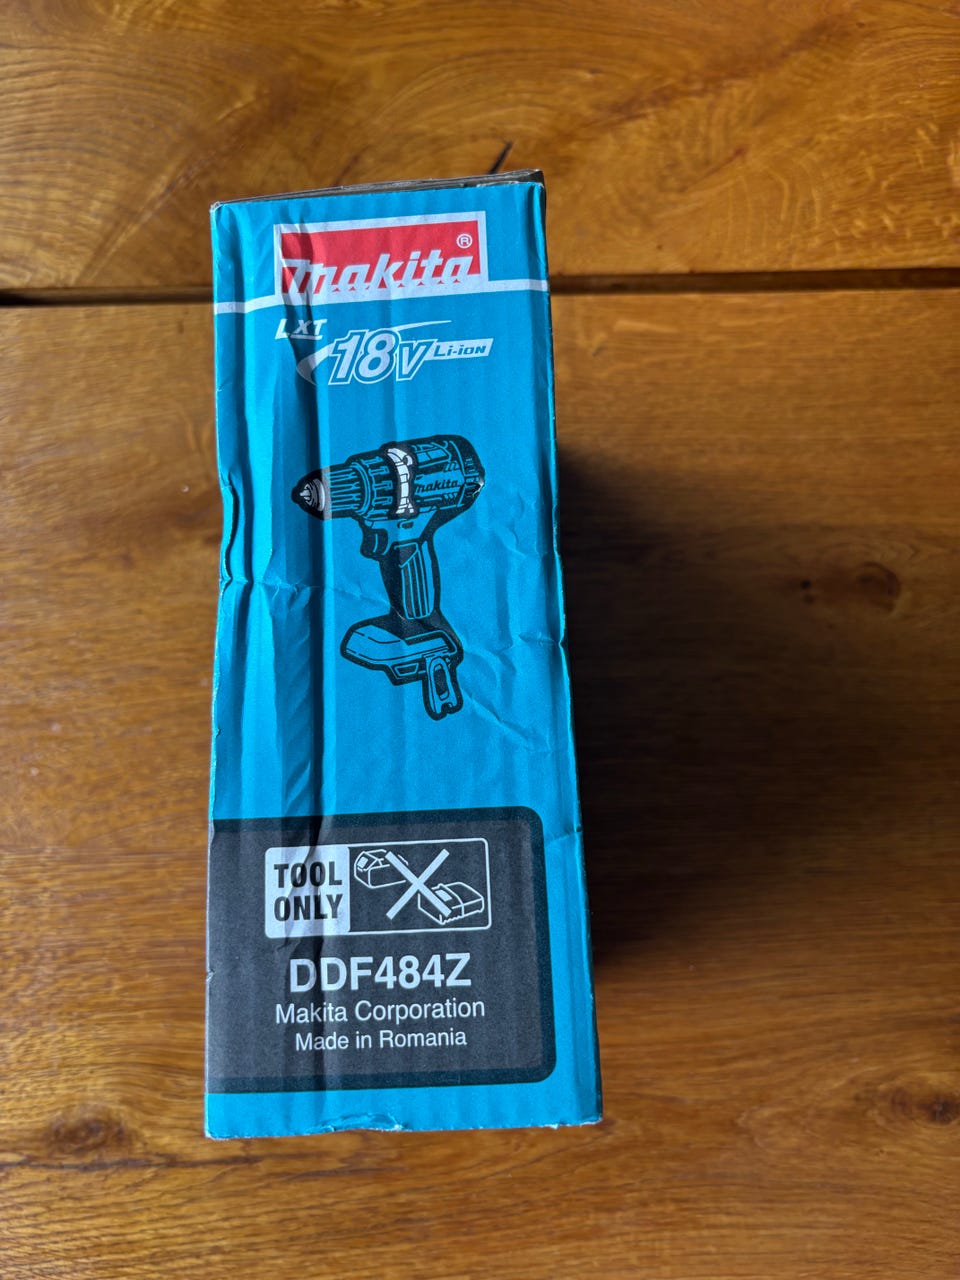 makita®
LXT
18V Li-ion
makita
TOOL
ONLY
DDF484Z
Makita Corporation
Made in Romania